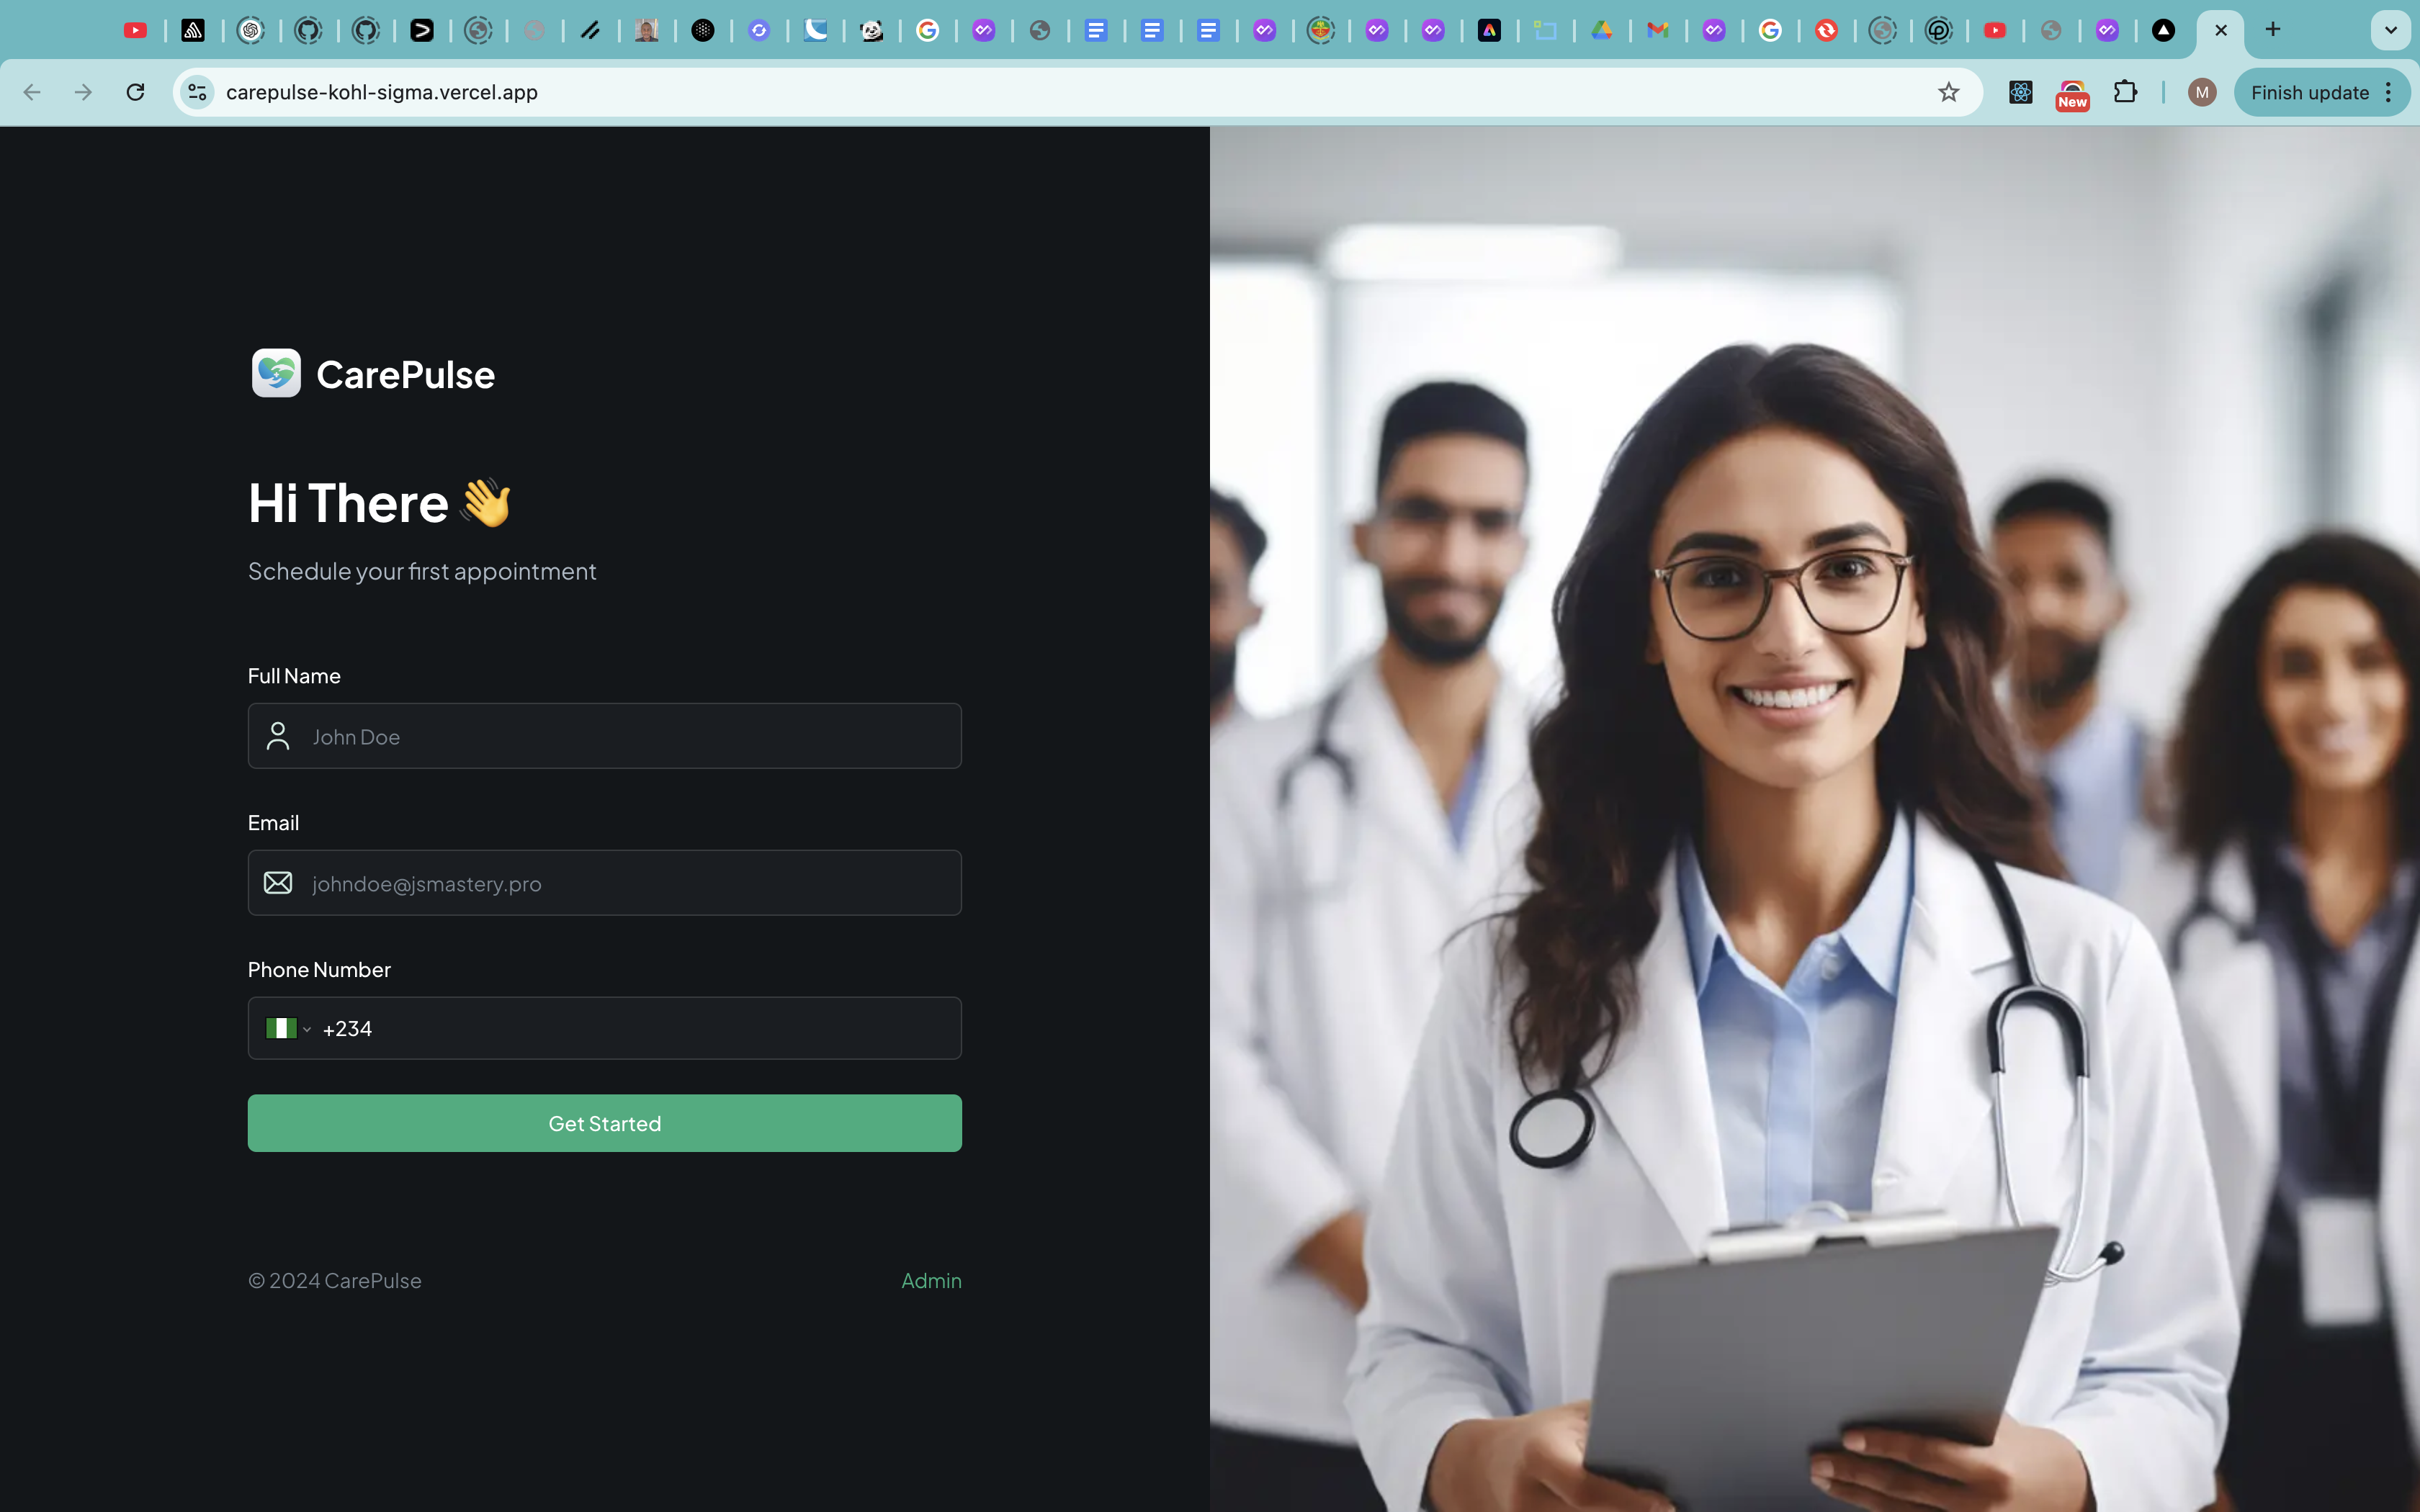 carepulse-kohl-sigma.vercel.app
New
M
Finish update
CarePulse
Hi There 👋
Schedule your first appointment
Full Name
John Doe
Email
johndoe@jsmastery.pro
Phone Number
+234
Get Started
© 2024 CarePulse
Admin